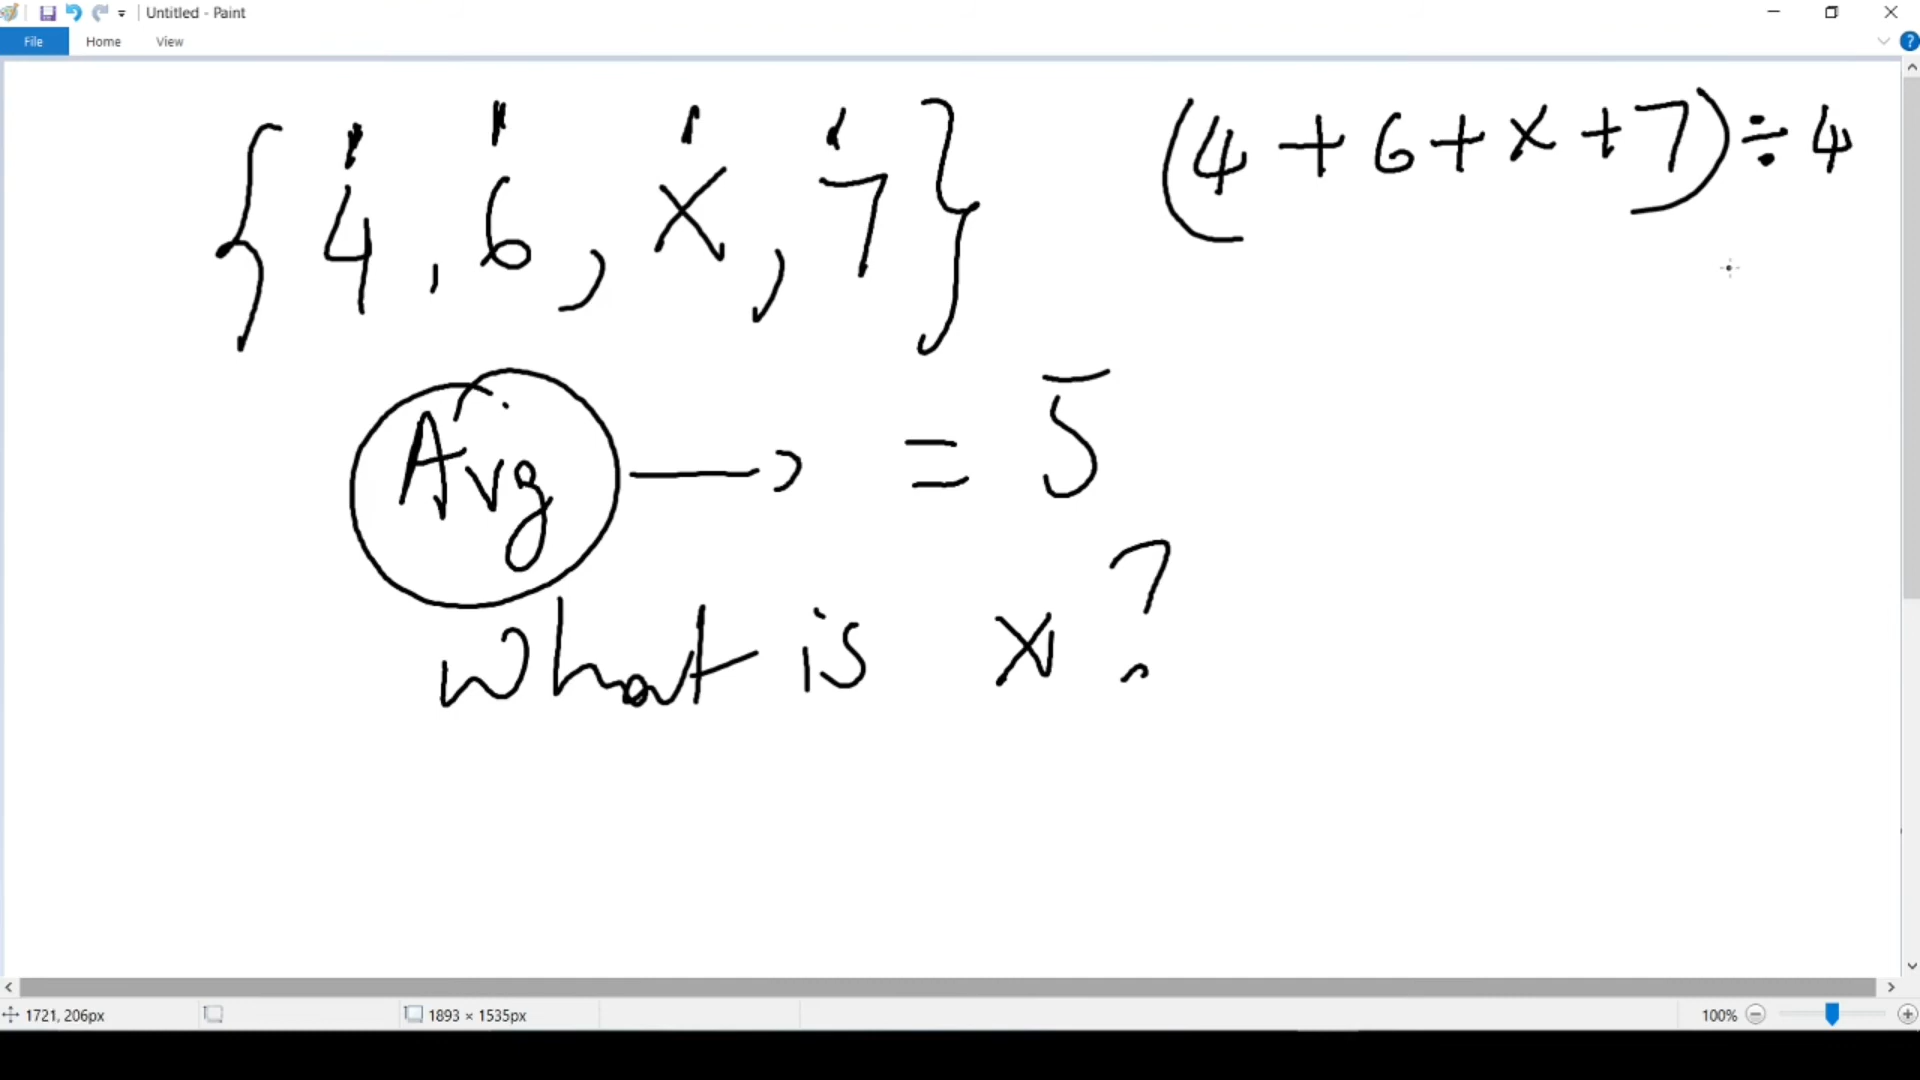 Untitled - Paint
File Home View
{4, 6, x, 7}
(4 + 6 + x + 7) ÷ 4
Avg → = 5
What is x?
1721, 206px
1893 × 1535px
100%